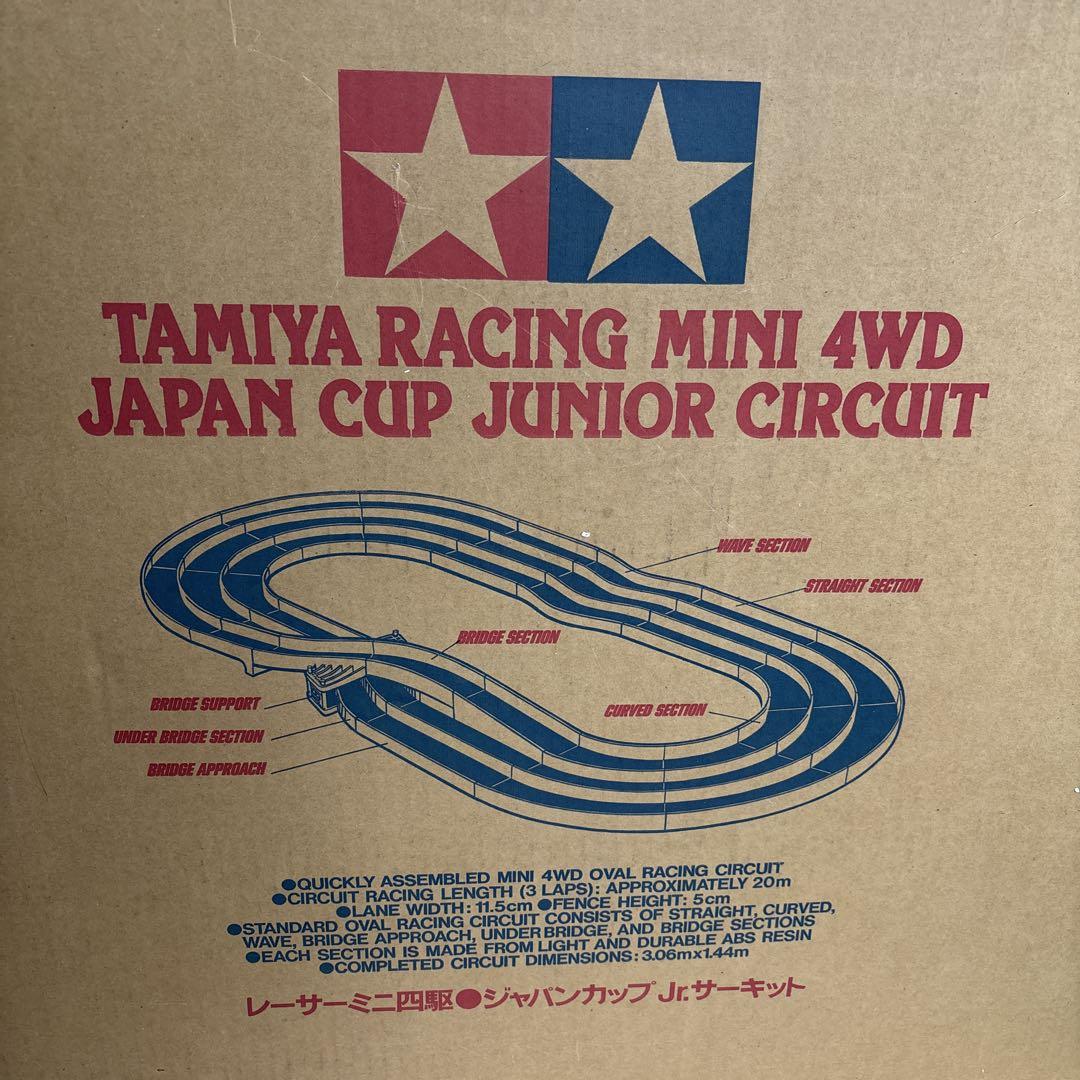 TAMIYA RACING MINI 4WD
JAPAN CUP JUNIOR CIRCUIT
WAVE SECTION
STRAIGHT SECTION
BRIDGE SECTION
BRIDGE SUPPORT
CURVED SECTION
UNDER BRIDGE SECTION
BRIDGE APPROACH
●QUICKLY ASSEMBLED MINI 4WD OVAL RACING CIRCUIT
●CIRCUIT RACING LENGTH (3 LAPS): APPROXIMATELY 20m
●LANE WIDTH: 11.5cm ●FENCE HEIGHT: 5cm
●STANDARD OVAL RACING CIRCUIT CONSISTS OF STRAIGHT, CURVED,
WAVE, BRIDGE APPROACH, UNDER BRIDGE, AND BRIDGE SECTIONS
●EACH SECTION IS MADE FROM LIGHT AND DURABLE ABS RESIN
●COMPLETED CIRCUIT DIMENSIONS: 3.06m×1.44m
レーサーミニ四駆●ジャパンカップ Jr.サーキット